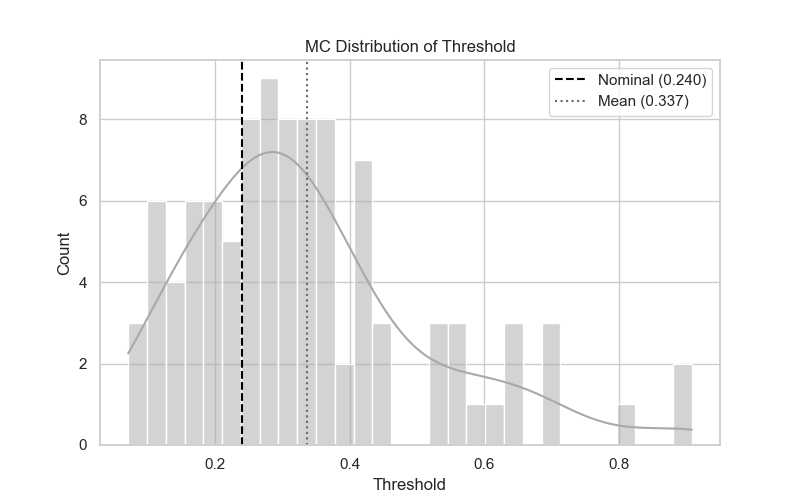 MC Distribution of Threshold
Nominal (0.240)
Mean (0.337)
Count
8
6
4
2
0
0.2 0.4 0.6 0.8
Threshold